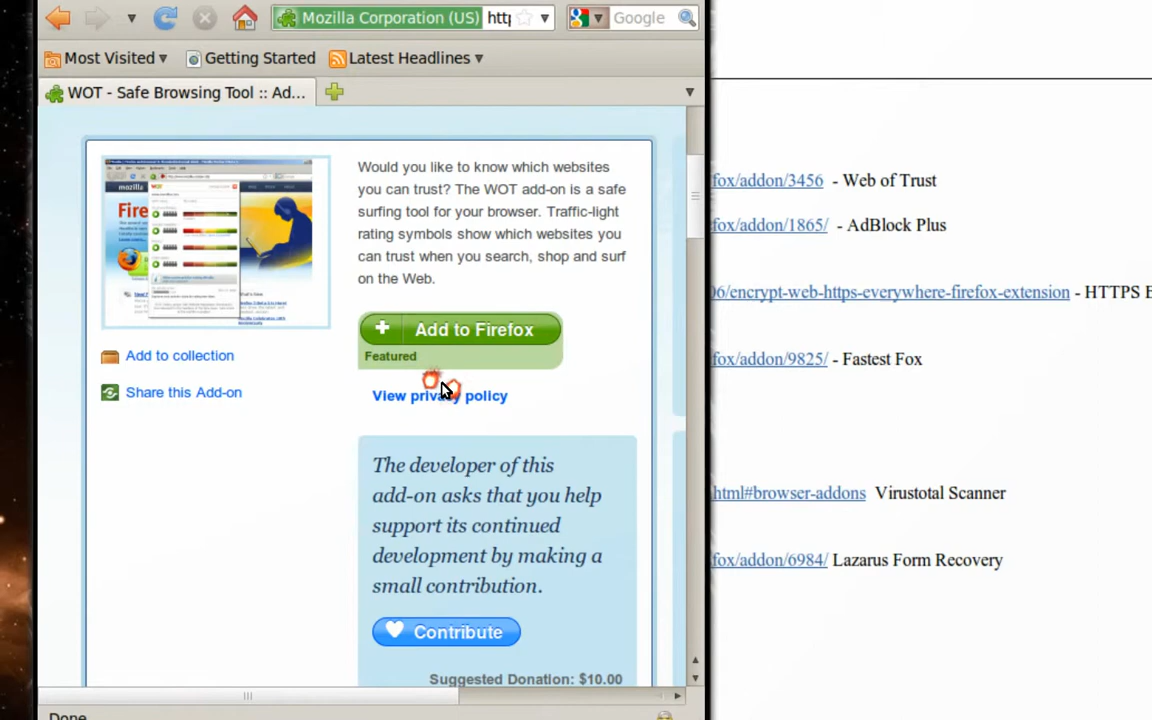 Mozilla Corporation (US) http
Google
Most Visited
Getting Started
Latest Headlines
WOT - Safe Browsing Tool :: Ad...
Would you like to know which websites
you can trust? The WOT add-on is a safe
surfing tool for your browser. Traffic-light
rating symbols show which websites you
can trust when you search, shop and surf
on the Web.
Add to Firefox
Featured
View privacy policy
Add to collection
Share this Add-on
The developer of this
add-on asks that you help
support its continued
development by making a
small contribution.
Contribute
Suggested Donation: $10.00
Done
fox/addon/3456 - Web of Trust
fox/addon/1865/ - AdBlock Plus
06/encrypt-web-https-everywhere-firefox-extension - HTTPS E
fox/addon/9825/ - Fastest Fox
html#browser-addons Virustotal Scanner
fox/addon/6984/ Lazarus Form Recovery